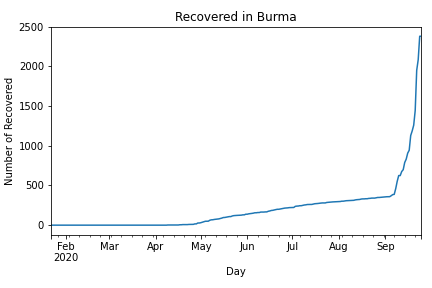 Recovered in Burma
2500
2000
1500
1000
500
0
Number of Recovered
Feb Mar Apr May Jun Jul Aug Sep
2020
Day